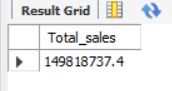 Result Grid
Total_sales
149818737.4